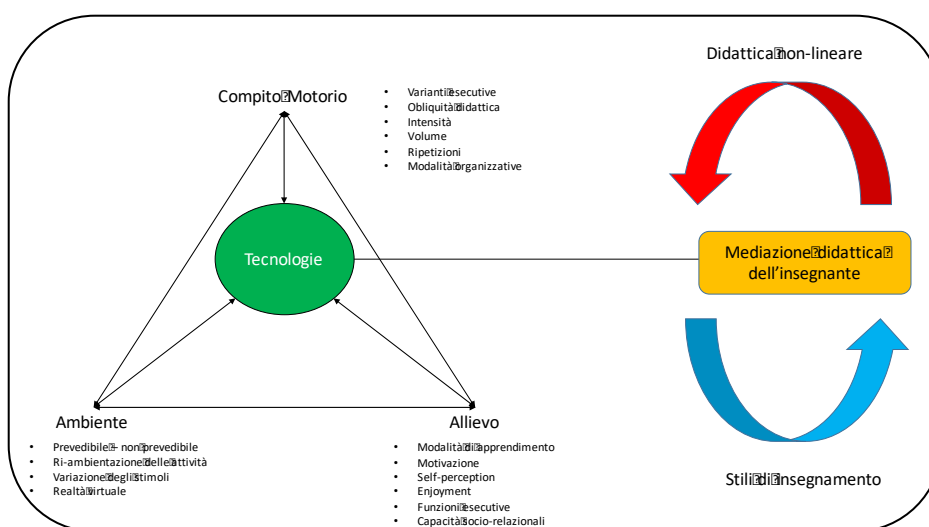 Didattica non-lineare
Compito Motorio
• Varianti esecutive
• Obliquità didattica
• Intensità
• Volume
• Ripetizioni
• Modalità organizzative
Tecnologie
Mediazione didattica
dell'insegnante
Ambiente
• Prevedibile – non prevedibile
• Ri-ambientazione delle attività
• Variazione degli stimoli
• Realtà virtuale
Allievo
• Modalità di apprendimento
• Motivazione
• Self-perception
• Enjoyment
• Funzioni esecutive
• Capacità socio-relazionali
Stili di insegnamento